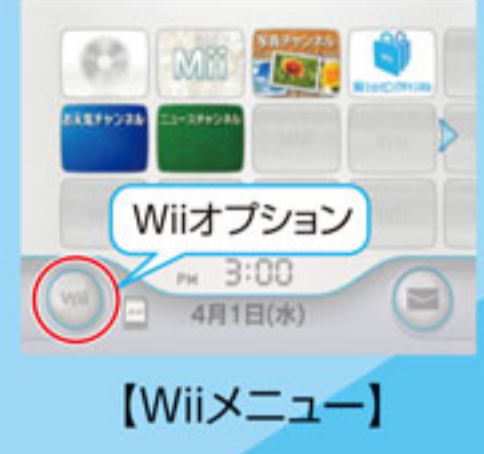 Mii
写真チャンネル
Wiiショッピングチャンネル
お天気チャンネル
ニュースチャンネル
Wii
Wii
Wiiオプション
Wii
PM 3:00
4月1日(水)
【Wiiメニュー】